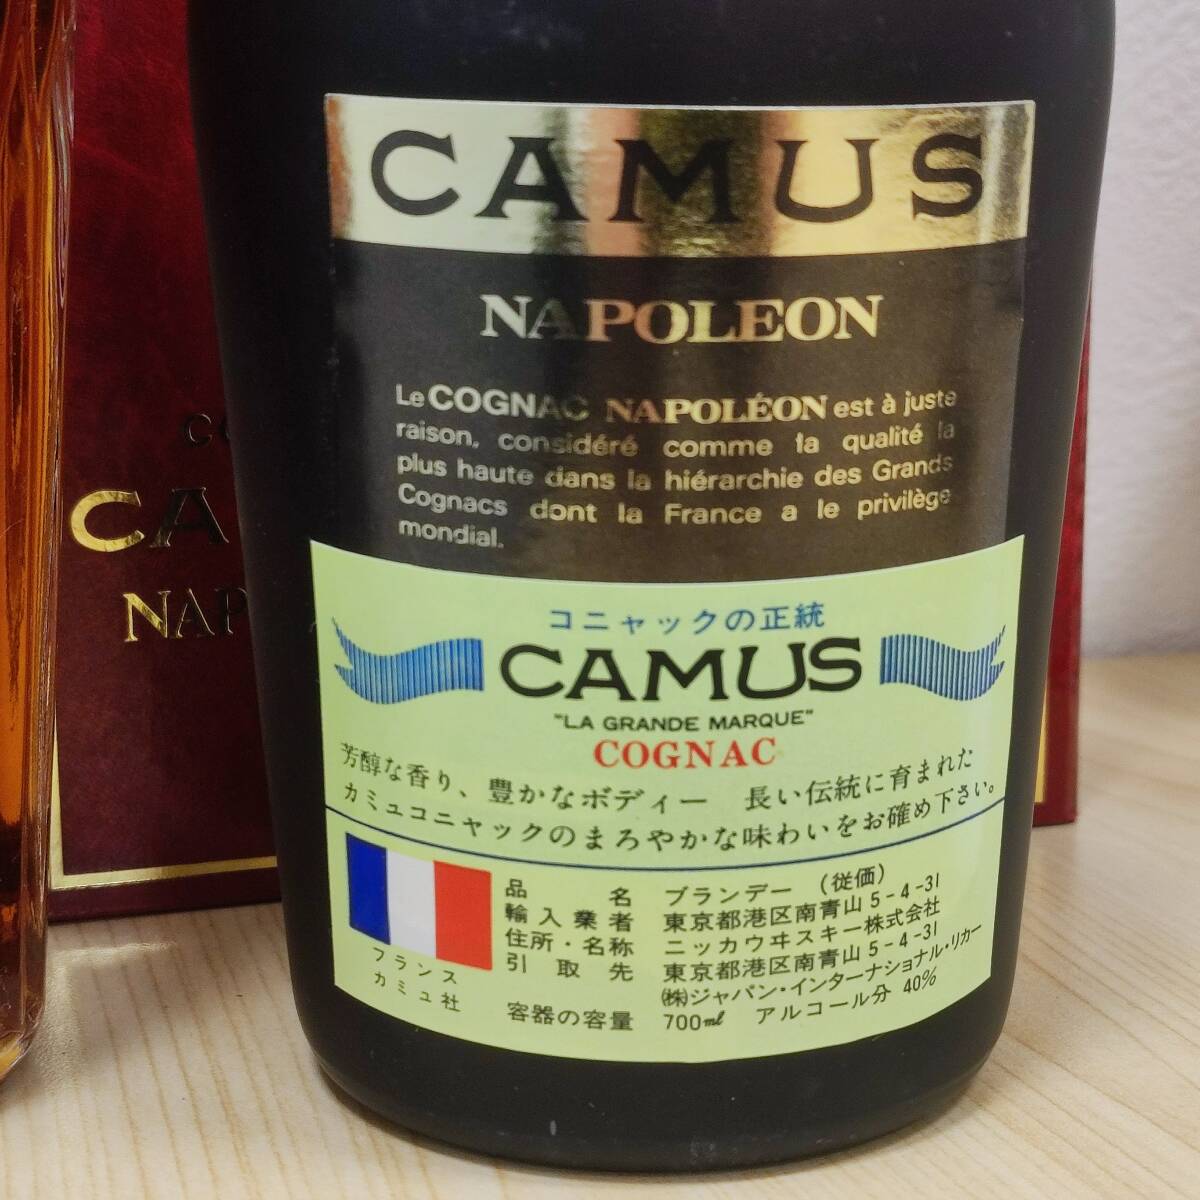 CAMUS
NAPOLEON
Le COGNAC NAPOLÉON est à juste
raison, considéré comme la qualité la
plus haute dans la hiérarchie des Grands
Cognacs dont la France a le privilège
mondial.
コニャックの正統
CAMUS
"LA GRANDE MARQUE"
COGNAC
芳醇な香り、豊かなボディー 長い伝統に育まれた
カミュコニャックのまろやかな味わいをお確め下さい。
品名 ブランデー (従価)
輸入業者 東京都港区南青山5-4-31
住所・名称 ニッカウヰスキー株式会社
引取先 東京都港区南青山5-4-31
㈱ジャパン・インターナショナル・リカー
容器の容量 700㎖ アルコール分 40%
フランス
カミュ社
CA
NAP